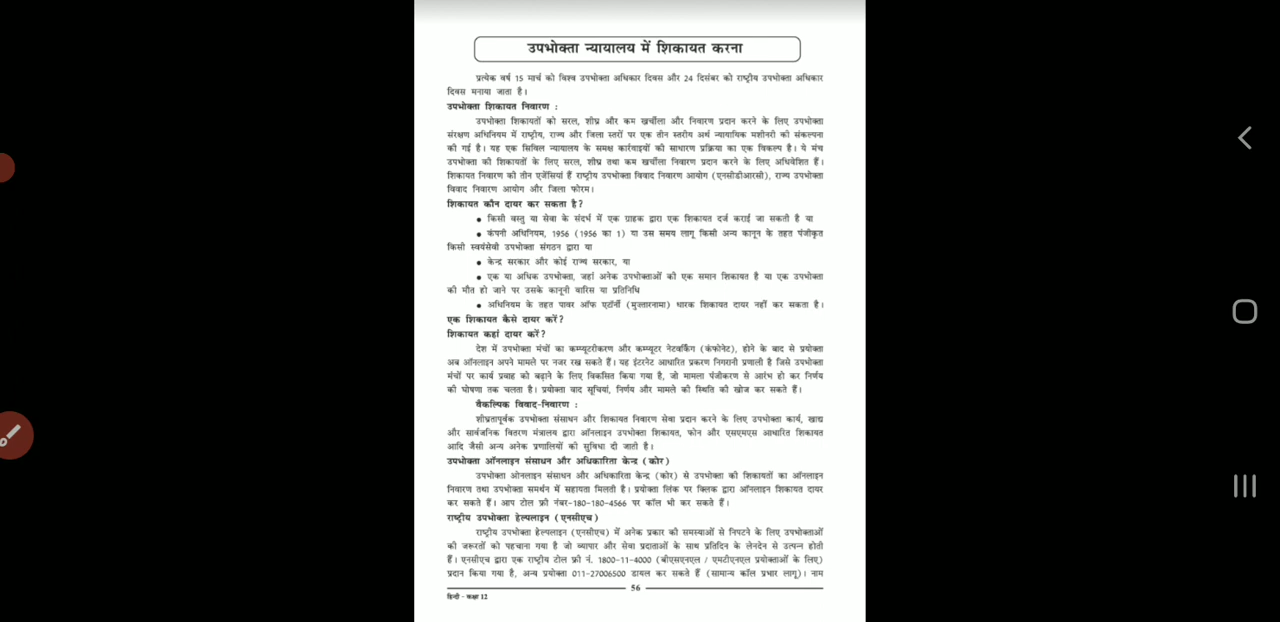 उपभोक्ता न्यायालय में शिकायत करना
प्रत्येक वर्ष 15 मार्च को विश्व उपभोक्ता अधिकार दिवस और 24 दिसंबर को राष्ट्रीय उपभोक्ता अधिकार
दिवस मनाया जाता है।
उपभोक्ता शिकायत निवारण :
उपभोक्ता शिकायतों को सरल, शीघ्र और कम खर्चीला और निवारण प्रदान करने के लिए उपभोक्ता
संरक्षण अधिनियम में राष्ट्रीय, राज्य और जिला स्तरों पर एक तीन स्तरीय अर्ध न्यायायिक मशीनरी की संकल्पना
की गई है। यह एक सिविल न्यायालय के समक्ष कार्रवाइयों की साधारण प्रक्रिया का एक विकल्प है। ये मंच
उपभोक्ता की शिकायतों के लिए सरल, शीघ्र तथा कम खर्चीला निवारण प्रदान करने के लिए अधिवेशित हैं।
शिकायत निवारण की तीन एजेंसियां हैं राष्ट्रीय उपभोक्ता विवाद निवारण आयोग (एनसीडीआरसी), राज्य उपभोक्ता
विवाद निवारण आयोग और जिला फोरम।
शिकायत कौन दायर कर सकता है?
● किसी वस्तु या सेवा के संदर्भ में एक ग्राहक द्वारा एक शिकायत दर्ज कराई जा सकती है या
● कंपनी अधिनियम, 1956 (1956 का 1) या उस समय लागू किसी अन्य कानून के तहत पंजीकृत
किसी स्वयंसेवी उपभोक्ता संगठन द्वारा या
● केन्द्र सरकार और कोई राज्य सरकार, या
● एक या अधिक उपभोक्ता, जहां अनेक उपभोक्ताओं की एक समान शिकायत है या एक उपभोक्ता
की मौत हो जाने पर उसके कानूनी वारिस या प्रतिनिधि
● अधिनियम के तहत पावर ऑफ एटॉर्नी (मुख्तारनामा) धारक शिकायत दायर नहीं कर सकता है।
एक शिकायत कैसे दायर करें?
शिकायत कहां दायर करें?
देश में उपभोक्ता मंचों का कम्प्यूटरीकरण और कम्प्यूटर नेटवर्किंग (कंफोनेट), होने के बाद से प्रयोक्ता
अब ऑनलाइन अपने मामले पर नजर रख सकते हैं। यह इंटरनेट आधारित प्रकरण निगरानी प्रणाली है जिसे उपभोक्ता
मंचों पर कार्य प्रवाह को बढ़ाने के लिए विकसित किया गया है, जो मामला पंजीकरण से आरंभ हो कर निर्णय
की घोषणा तक चलता है। प्रयोक्ता वाद सूचियां, निर्णय और मामले की स्थिति की खोज कर सकते हैं।
वैकल्पिक विवाद-निवारण :
शीघ्रतापूर्वक उपभोक्ता संसाधन और शिकायत निवारण सेवा प्रदान करने के लिए उपभोक्ता कार्य, खाद्य
और सार्वजनिक वितरण मंत्रालय द्वारा ऑनलाइन उपभोक्ता शिकायत, फोन और एसएमएस आधारित शिकायत
आदि जैसी अन्य अनेक प्रणालियों की सुविधा दी जाती है।
उपभोक्ता ऑनलाइन संसाधन और अधिकारिता केन्द्र (कोर)
उपभोक्ता ओनलाइन संसाधन और अधिकारिता केन्द्र (कोर) से उपभोक्ता की शिकायतों का ऑनलाइन
निवारण तथा उपभोक्ता समर्थन में सहायता मिलती है। प्रयोक्ता लिंक पर क्लिक द्वारा ऑनलाइन शिकायत दायर
कर सकते हैं। आप टोल फ्री नंबर-180-180-4566 पर कॉल भी कर सकते हैं।
राष्ट्रीय उपभोक्ता हेल्पलाइन (एनसीएच)
राष्ट्रीय उपभोक्ता हेल्पलाइन (एनसीएच) में अनेक प्रकार की समस्याओं से निपटने के लिए उपभोक्ताओं
की जरूरतों को पहचाना गया है जो व्यापार और सेवा प्रदाताओं के साथ प्रतिदिन के लेनदेन से उत्पन्न होती
हैं। एनसीएच द्वारा एक राष्ट्रीय टोल फ्री नं. 1800-11-4000 (बीएसएनएल / एमटीएनएल प्रयोक्ताओं के लिए)
प्रदान किया गया है, अन्य प्रयोक्ता 011-27006500 डायल कर सकते हैं (सामान्य कॉल प्रभार लागू)। नाम
56
हिन्दी - कक्षा 12